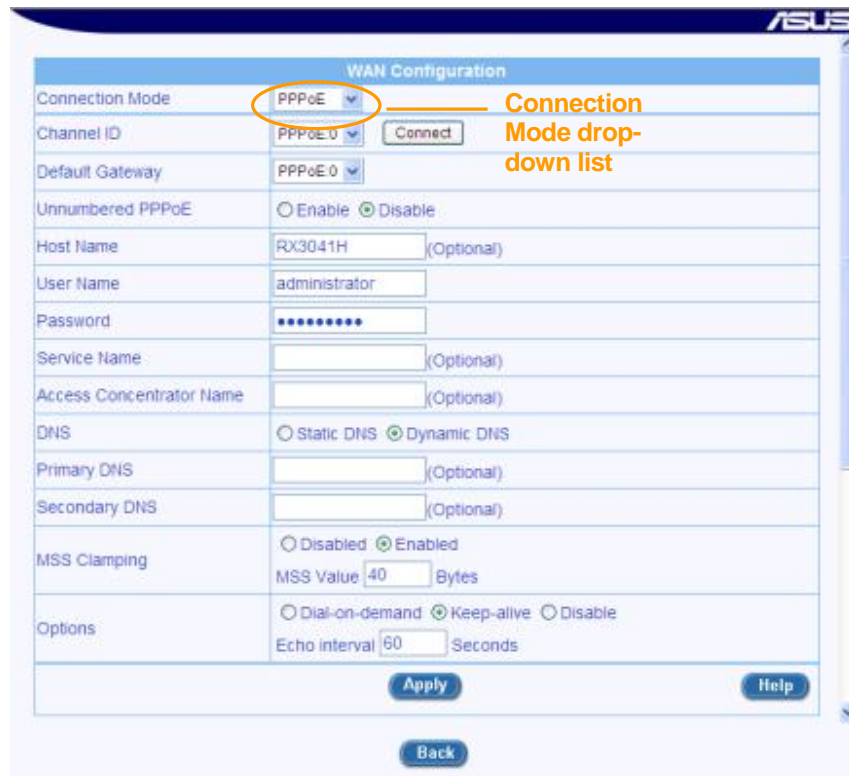 ASUS
WAN Configuration
Connection Mode PPPoE
Connection Mode drop-down list
Channel ID PPPoE:0 Connect
Default Gateway PPPoE:0
Unnumbered PPPoE Enable Disable
Host Name RX3041H (Optional)
User Name administrator
Password •••••••••
Service Name (Optional)
Access Concentrator Name (Optional)
DNS Static DNS Dynamic DNS
Primary DNS (Optional)
Secondary DNS (Optional)
MSS Clamping Disabled Enabled
MSS Value 40 Bytes
Options Dial-on-demand Keep-alive Disable
Echo interval 60 Seconds
Apply Help
Back